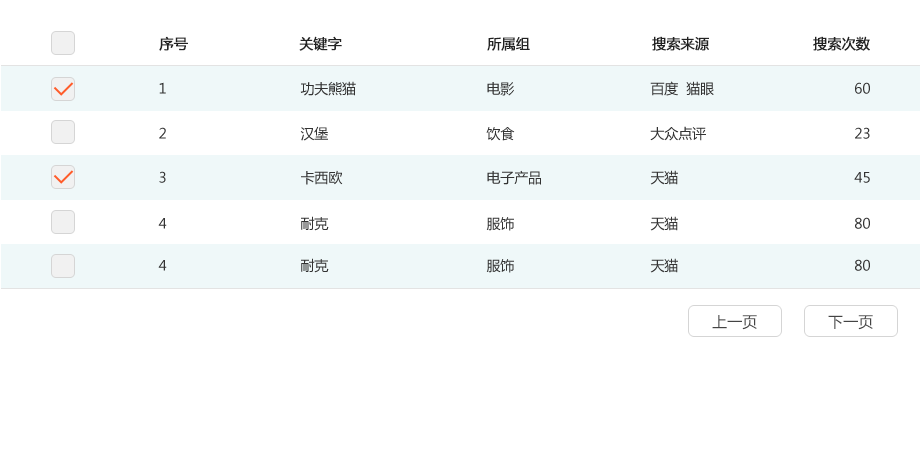 序号 关键字 所属组 搜索来源 搜索次数
1 功夫熊猫 电影 百度 猫眼 60
2 汉堡 饮食 大众点评 23
3 卡西欧 电子产品 天猫 45
4 耐克 服饰 天猫 80
4 耐克 服饰 天猫 80
上一页 下一页